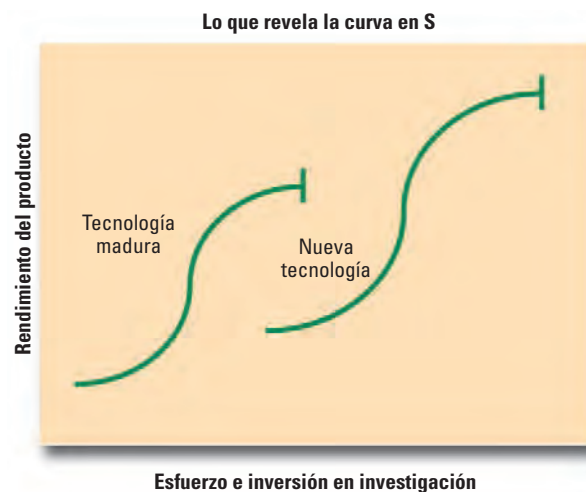 Lo que revela la curva en S
Rendimiento del producto
Tecnología
madura
Nueva
tecnología
Esfuerzo e inversión en investigación